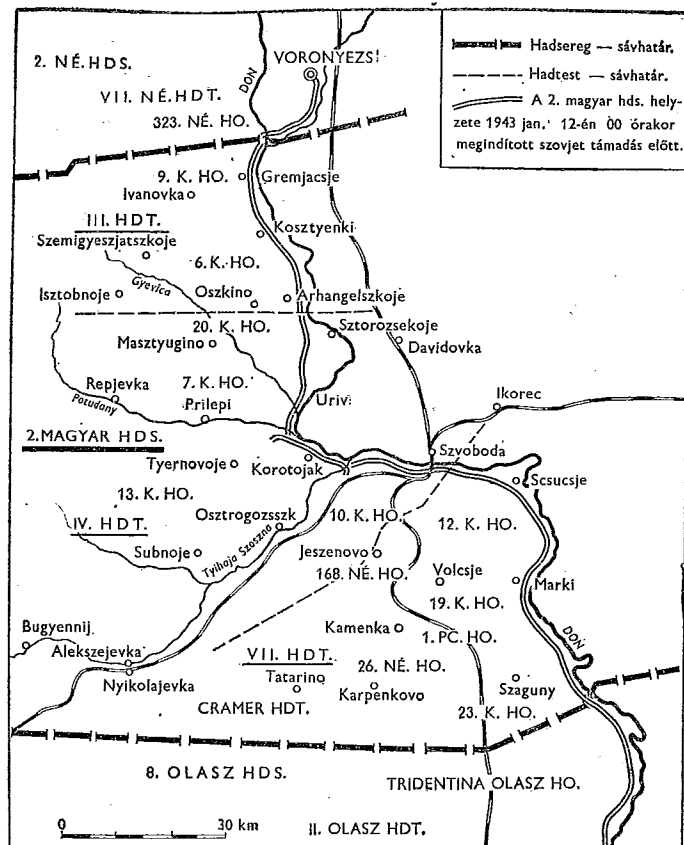 2. NÉ. HDS.
VORONYEZS
DON
VII. NÉ. HDT.
323. NÉ. HO.
Hadsereg — sávhatár.
Hadtest — sávhatár.
A 2. magyar hds. hely-
zete 1943 jan. 12-én 00 órakor
megindított szovjet támadás előtt.
9. K. HO.
Gremjacsje
Ivanovka
III. HDT.
Kosztyenki
Szemigyeszjatszkoje
6. K. HO.
Gyevica
Isztobnoje
Oszkino
Arhangelszkoje
20. K. HO.
Sztorozsekoje
Masztyugino
Davidovka
7. K. HO.
Repjevka
Uriv
Ikorec
Potudany
Prilepi
2. MAGYAR HDS.
Szvoboda
Tyernovoje
Korotojak
Scsucsje
13. K. HO.
Osztrogozsszk
10. K. HO.
12. K. HO.
IV. HDT.
Tyihaja Szoszna
Subnoje
Jeszenovo
168. NÉ. HO.
Volcsje
Marki
19. K. HO.
Bugyennij
Kamenka
DON
Alekszejevka
1. PC. HO.
VII. HDT.
26. NÉ. HO.
Nyikolajevka
Tatarino
Karpenkovo
Szaguny
CRAMER HDT.
23. K. HO.
8. OLASZ HDS.
TRIDENTINA OLASZ HO.
0 30 km
II. OLASZ HDT.